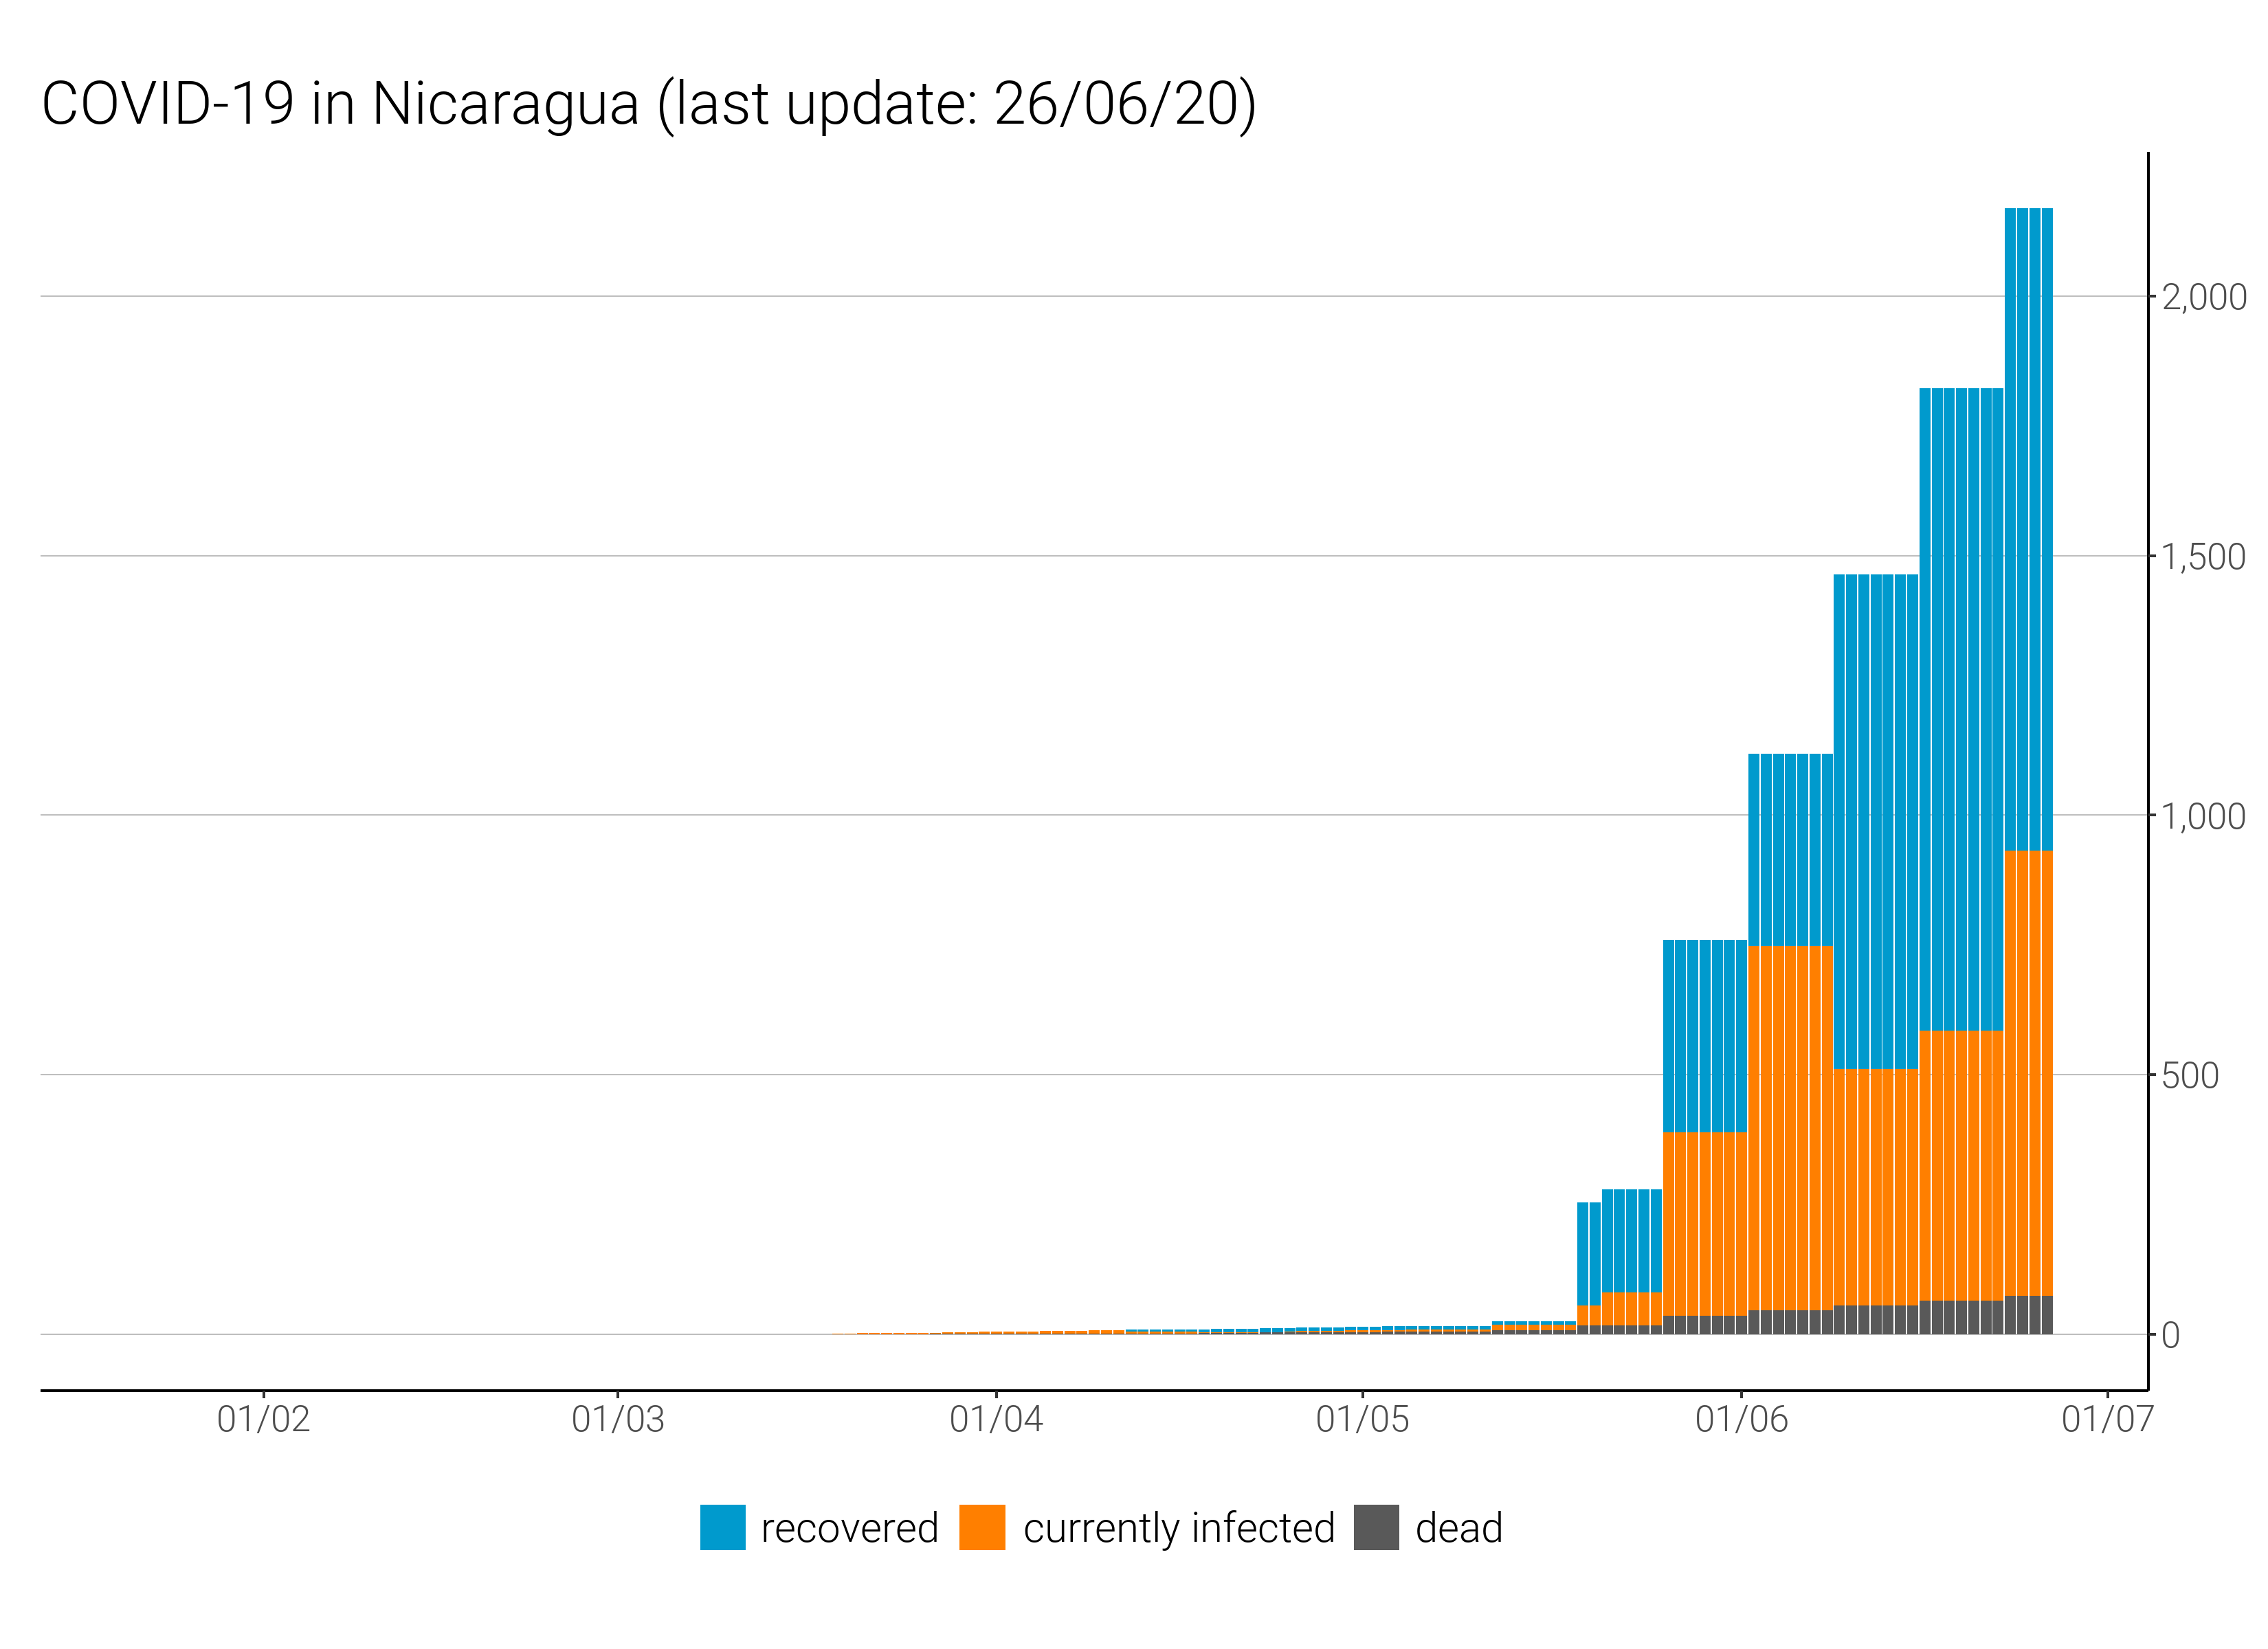 COVID-19 in Nicaragua (last update: 26/06/20)
2,000
1,500
1,000
500
0
01/02 01/03 01/04 01/05 01/06 01/07
recovered currently infected dead